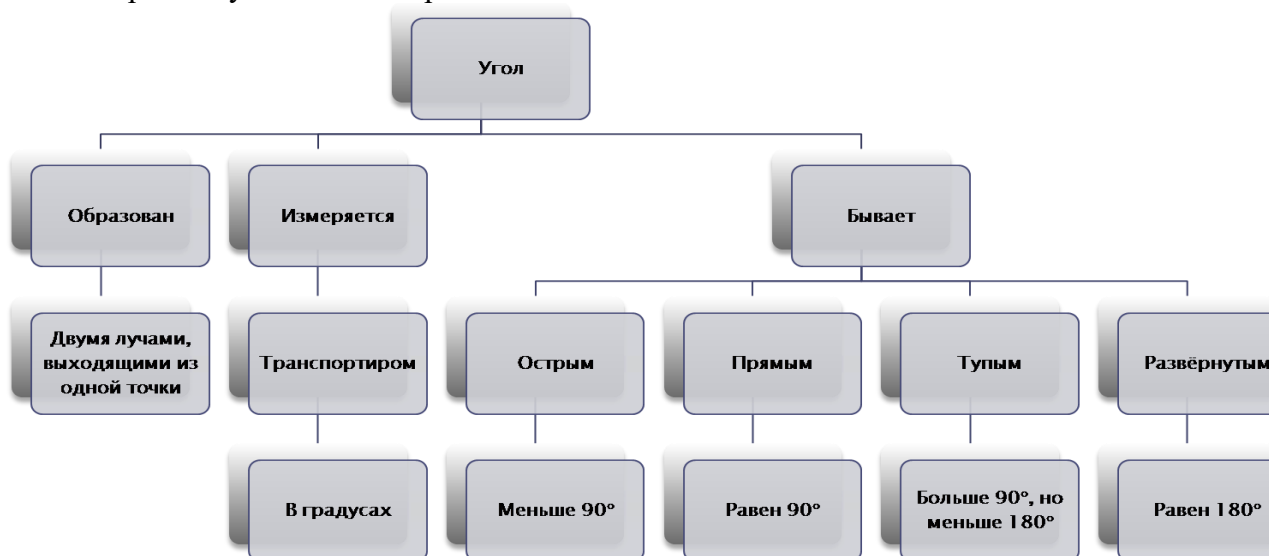 Угол
Образован
Измеряется
Бывает
Двумя лучами,
выходящими из
одной точки
Транспортиром
Острым
Прямым
Тупым
Развёрнутым
В градусах
Меньше 90°
Равен 90°
Больше 90°, но
меньше 180°
Равен 180°